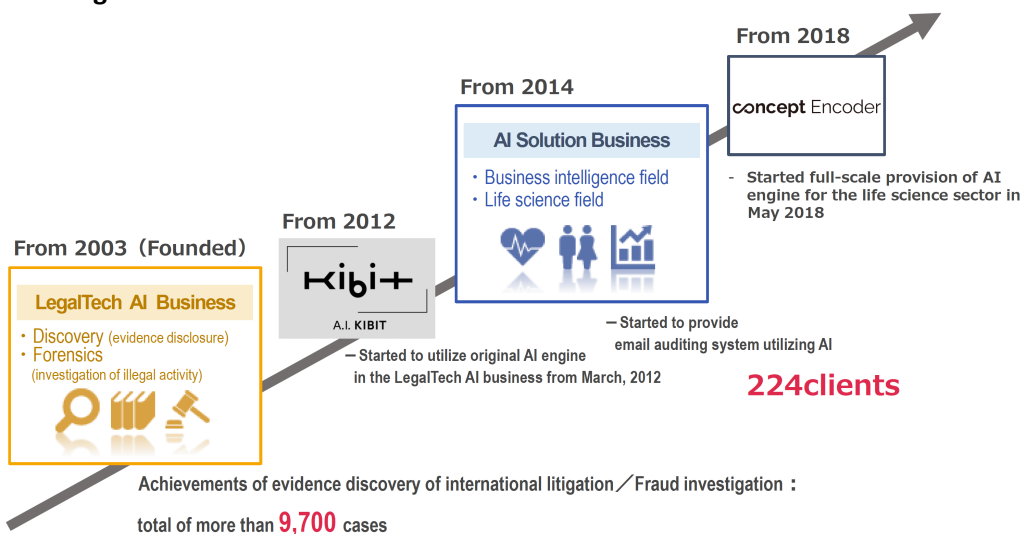 From 2018
concept Encoder
- Started full-scale provision of AI
engine for the life science sector in
May 2018
From 2014
AI Solution Business
・Business intelligence field
・Life science field
– Started to provide
email auditing system utilizing AI
224clients
From 2012
Kibit
A.I. KIBIT
– Started to utilize original AI engine
in the LegalTech AI business from March, 2012
From 2003（Founded）
LegalTech AI Business
・Discovery (evidence disclosure)
・Forensics
(investigation of illegal activity)
Achievements of evidence discovery of international litigation／Fraud investigation：
total of more than 9,700 cases